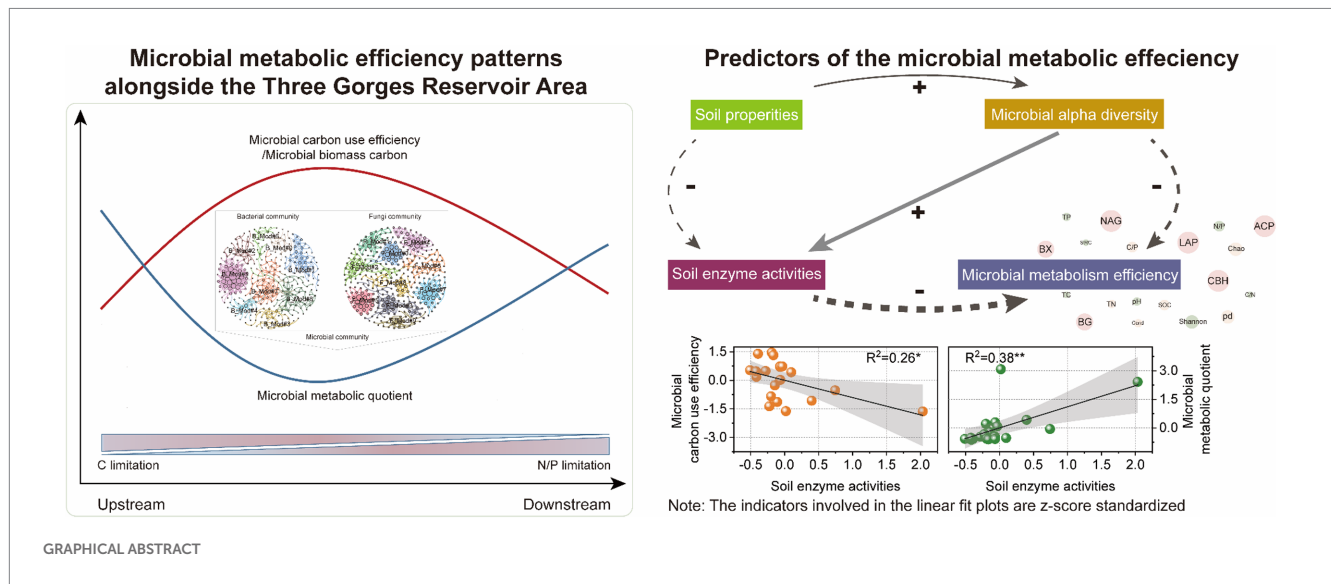 Microbial metabolic efficiency patterns
alongside the Three Gorges Reservoir Area
Microbial carbon use efficiency
/Microbial biomass carbon
Bacterial community
Fungi community
Microbial community
Microbial metabolic quotient
C limitation
N/P limitation
Upstream
Downstream
Predictors of the microbial metabolic effeciency
+
Soil properities
Microbial alpha diversity
-
-
+
Soil enzyme activities
Microbial metabolism efficiency
-
TP
NAG
N/P
ACP
BX
SBC
C/P
LAP
Chao
CBH
TC
TN
pH
SOC
C/N
BG
Cond
Shannon
pd
Microbial
carbon use efficiency
1.5
0.0
-1.5
-3.0
R²=0.26*
-0.5
0.0
0.5
1.0
1.5
2.0
Soil enzyme activities
R²=0.38**
3.0
1.5
0.0
Microbial
metabolic quotient
-0.5
0.0
0.5
1.0
1.5
2.0
Soil enzyme activities
Note: The indicators involved in the linear fit plots are z-score standardized
GRAPHICAL ABSTRACT